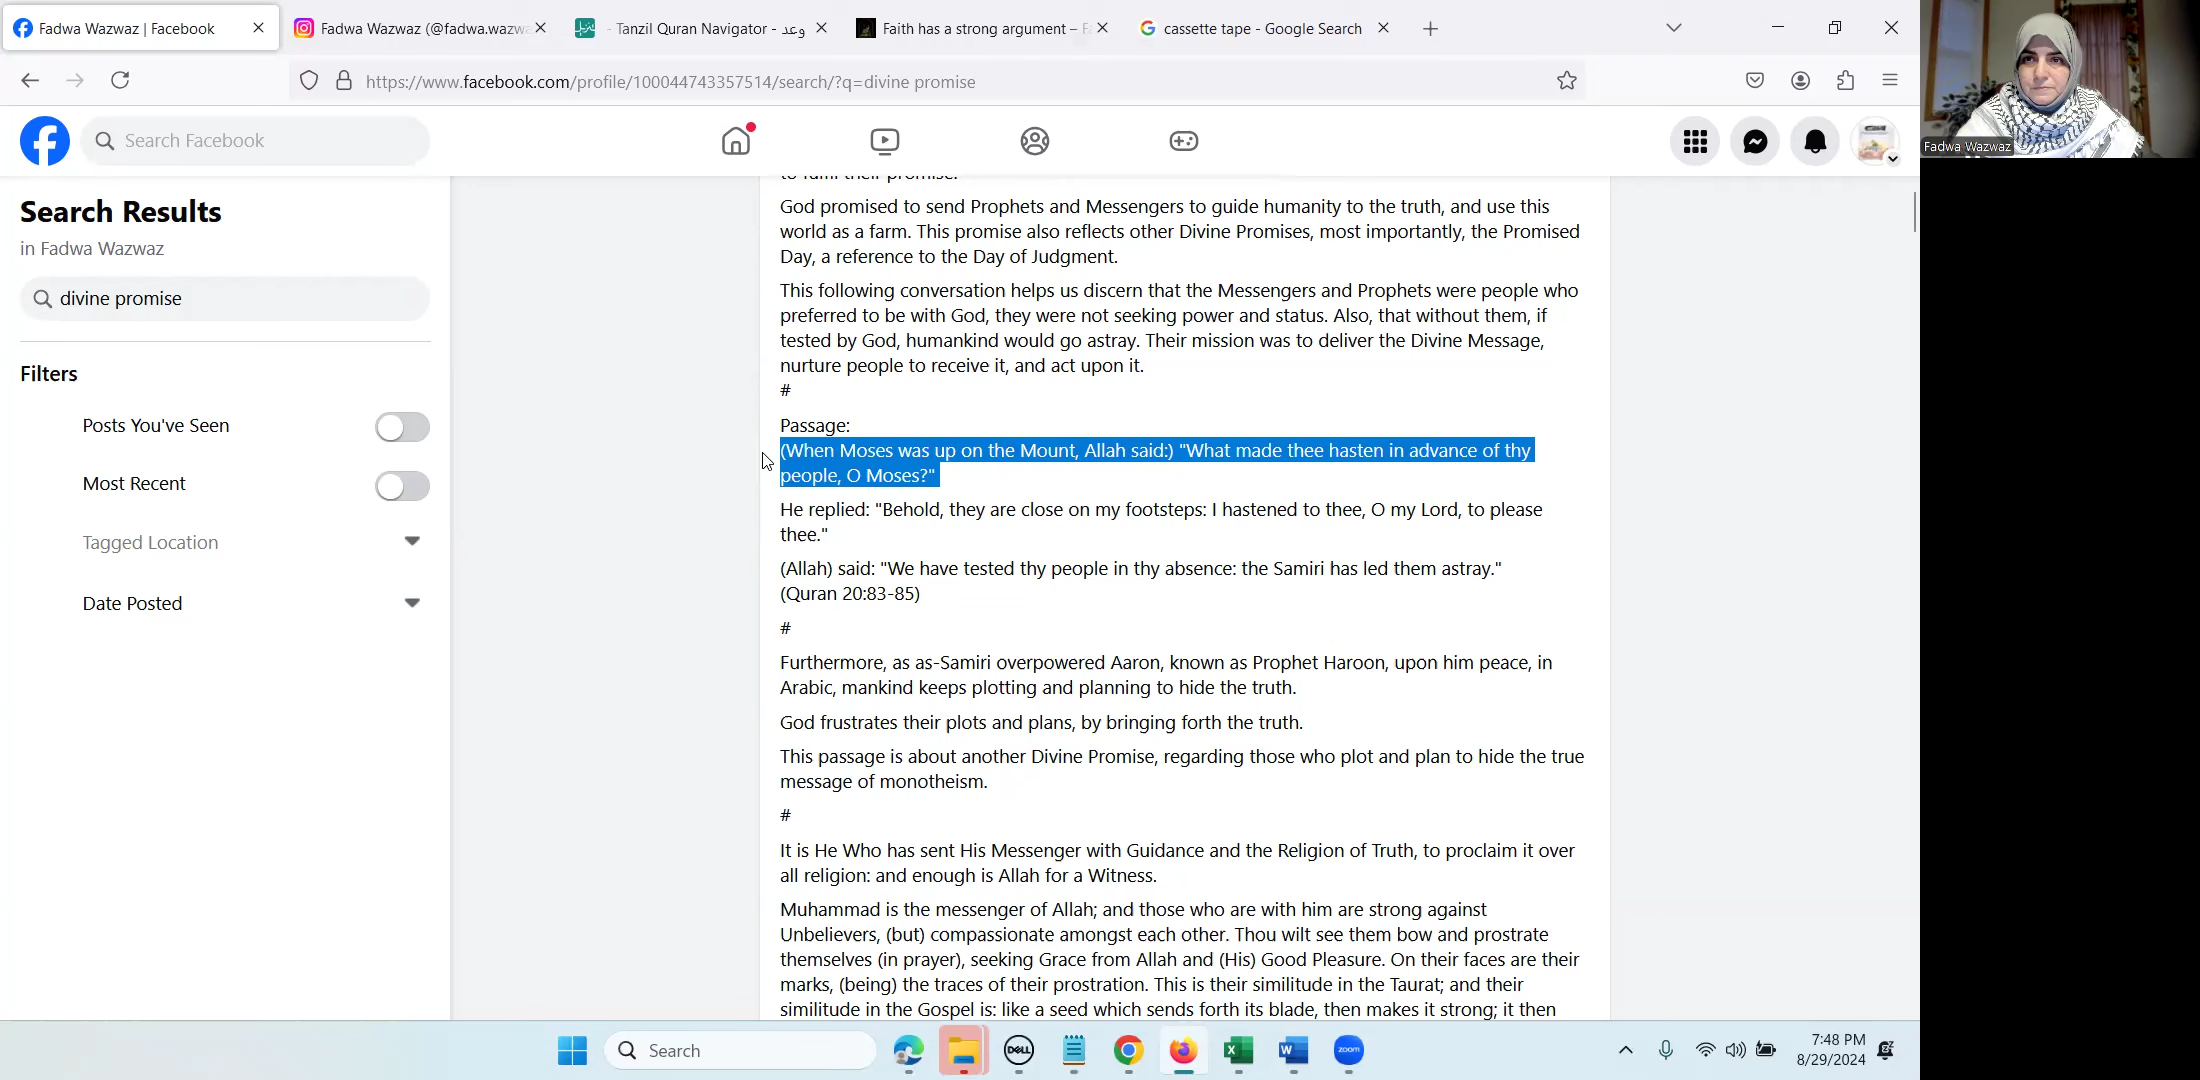 Fadwa Wazwaz | Facebook
Fadwa Wazwaz (@fadwa.wazwa
- Tanzil Quran Navigator - وعد
Faith has a strong argument –
cassette tape - Google Search
https://www.facebook.com/profile/100044743357514/search/?q=divine promise
Search Facebook
Fadwa Wazwaz
Search Results
in Fadwa Wazwaz
divine promise
Filters
Posts You've Seen
Most Recent
Tagged Location
Date Posted
to fulfil their promise.
God promised to send Prophets and Messengers to guide humanity to the truth, and use this
world as a farm. This promise also reflects other Divine Promises, most importantly, the Promised
Day, a reference to the Day of Judgment.
This following conversation helps us discern that the Messengers and Prophets were people who
preferred to be with God, they were not seeking power and status. Also, that without them, if
tested by God, humankind would go astray. Their mission was to deliver the Divine Message,
nurture people to receive it, and act upon it.
#
Passage:
(When Moses was up on the Mount, Allah said:) "What made thee hasten in advance of thy
people, O Moses?"
He replied: "Behold, they are close on my footsteps: I hastened to thee, O my Lord, to please
thee."
(Allah) said: "We have tested thy people in thy absence: the Samiri has led them astray."
(Quran 20:83-85)
#
Furthermore, as as-Samiri overpowered Aaron, known as Prophet Haroon, upon him peace, in
Arabic, mankind keeps plotting and planning to hide the truth.
God frustrates their plots and plans, by bringing forth the truth.
This passage is about another Divine Promise, regarding those who plot and plan to hide the true
message of monotheism.
#
It is He Who has sent His Messenger with Guidance and the Religion of Truth, to proclaim it over
all religion: and enough is Allah for a Witness.
Muhammad is the messenger of Allah; and those who are with him are strong against
Unbelievers, (but) compassionate amongst each other. Thou wilt see them bow and prostrate
themselves (in prayer), seeking Grace from Allah and (His) Good Pleasure. On their faces are their
marks, (being) the traces of their prostration. This is their similitude in the Taurat; and their
similitude in the Gospel is: like a seed which sends forth its blade, then makes it strong; it then
Search
DELL
zoom
7:48 PM
8/29/2024